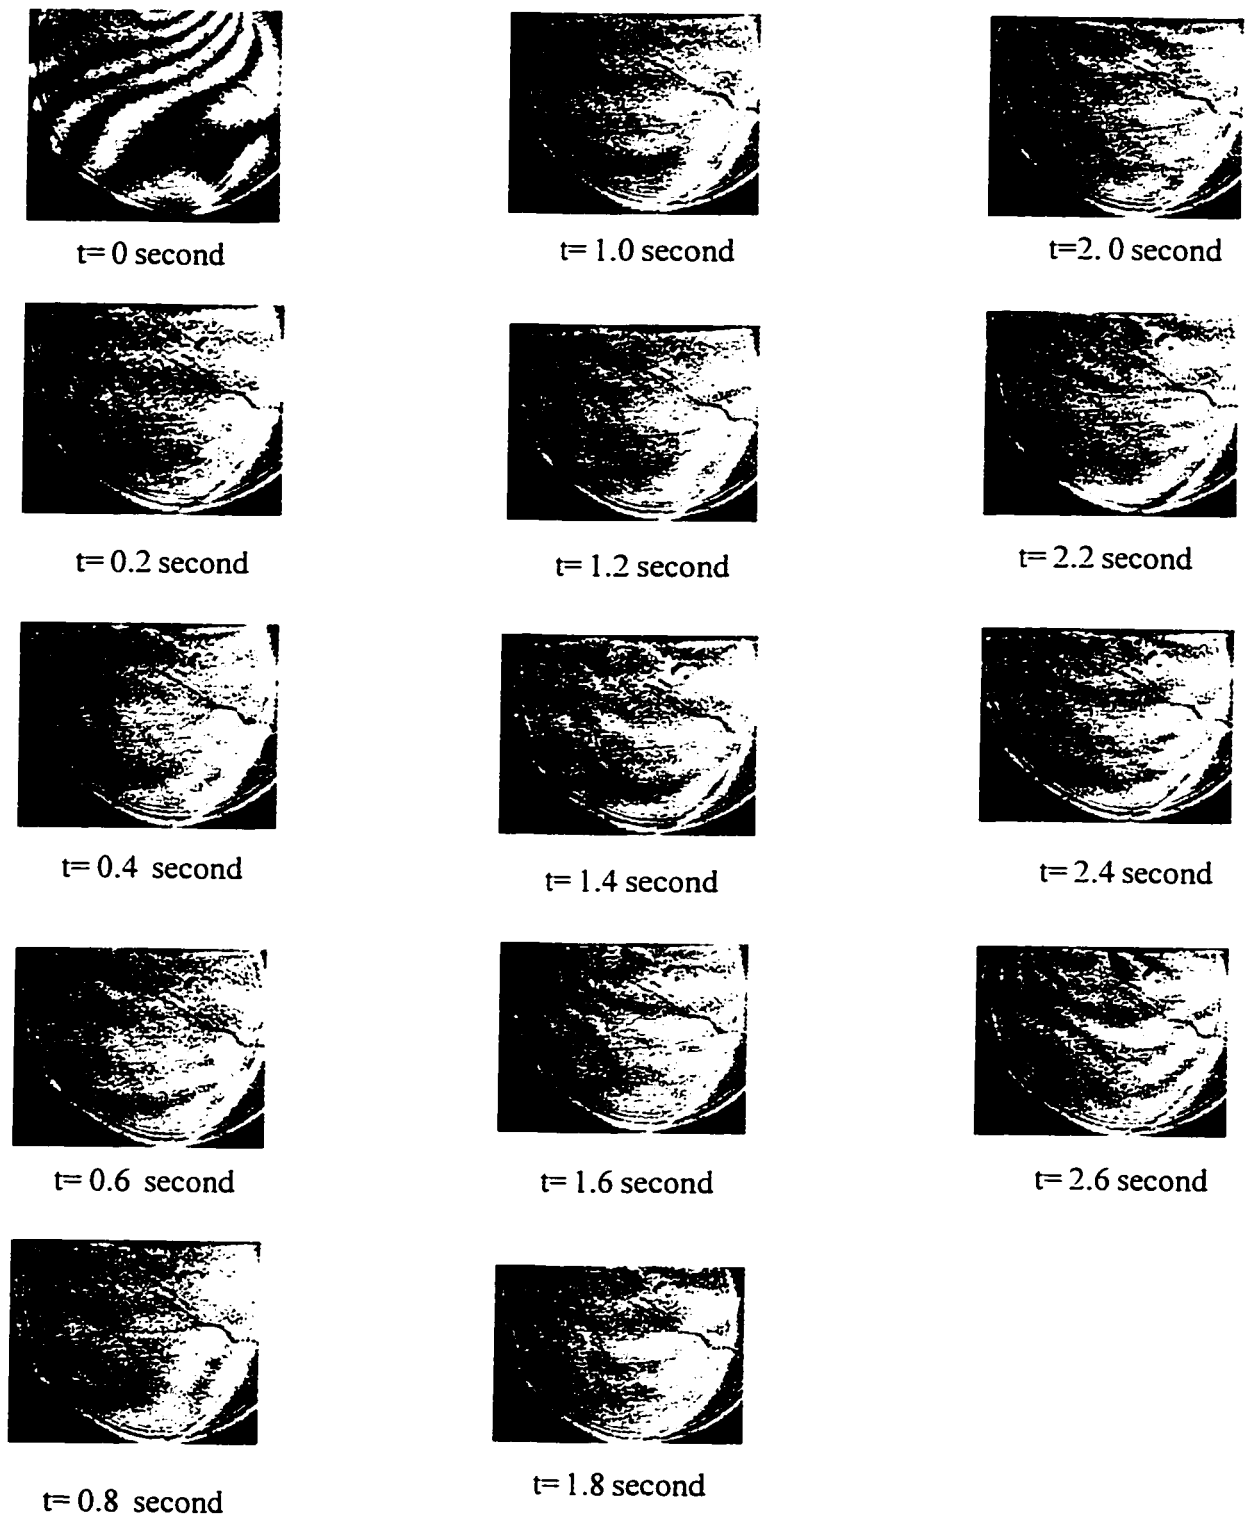 t= 0 second
t= 1.0 second
t=2. 0 second
t= 0.2 second
t= 1.2 second
t= 2.2 second
t= 0.4 second
t= 1.4 second
t= 2.4 second
t= 0.6 second
t= 1.6 second
t= 2.6 second
t= 0.8 second
t= 1.8 second